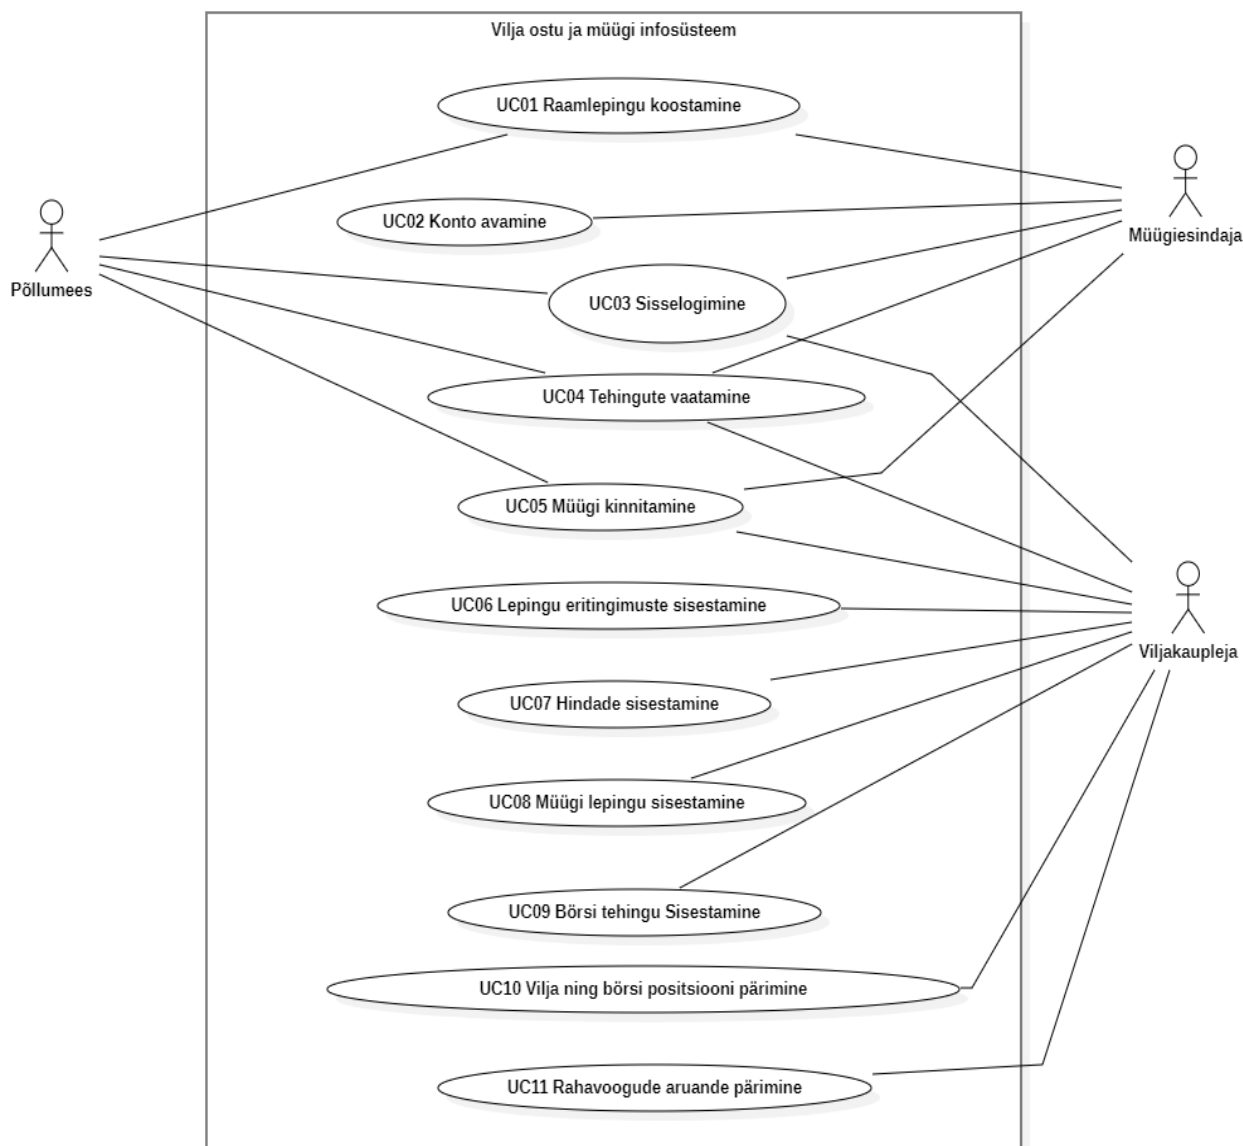 Vilja ostu ja müügi infosüsteem
UC01 Raamlepingu koostamine
UC02 Konto avamine
Müügiesindaja
Põllumees
UC03 Sisselogimine
UC04 Tehingute vaatamine
UC05 Müügi kinnitamine
UC06 Lepingu eritingimuste sisestamine
Viljakaupleja
UC07 Hindade sisestamine
UC08 Müügi lepingu sisestamine
UC09 Börsi tehingu Sisestamine
UC10 Vilja ning börsi positsiooni pärimine
UC11 Rahavoogude aruande pärimine